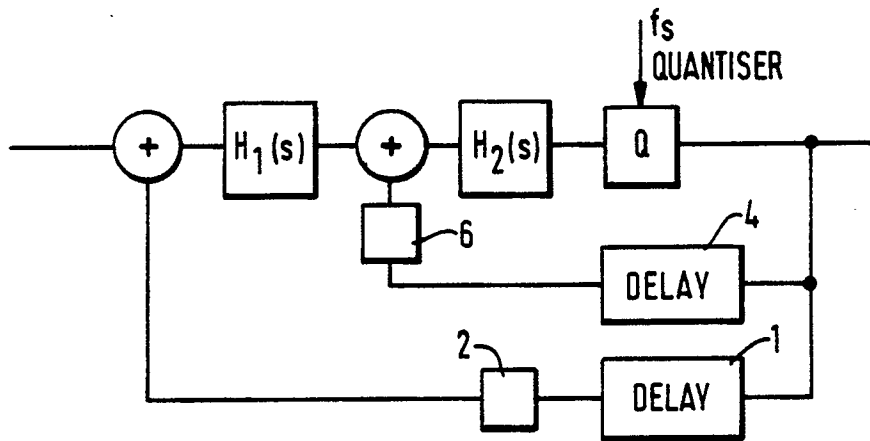 fs
QUANTISER
+
H1(s)
+
H2(s)
Q
6
4
DELAY
2
1
DELAY